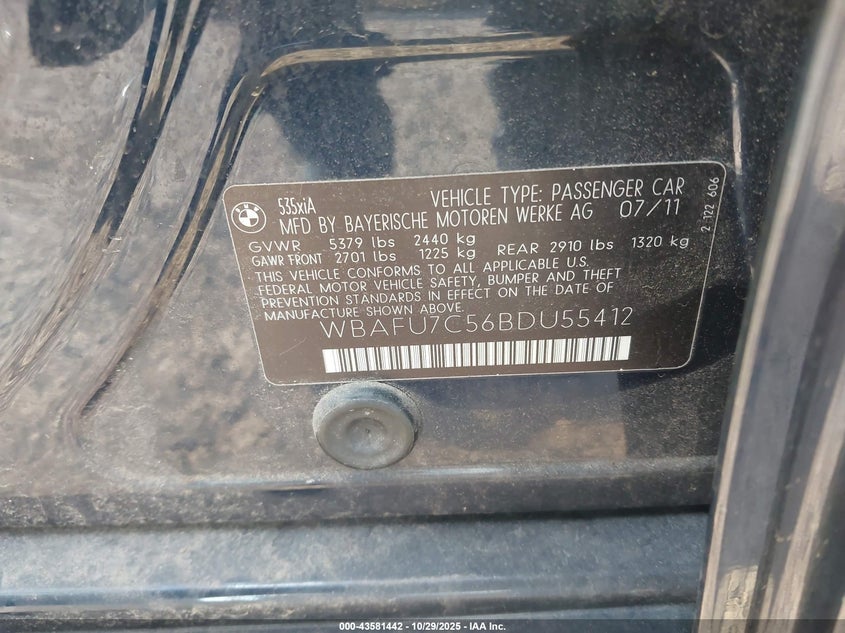 535xiA VEHICLE TYPE: PASSENGER CAR
MFD BY BAYERISCHE MOTOREN WERKE AG 07/11
GVWR 5379 lbs 2440 kg
GAWR FRONT 2701 lbs 1225 kg REAR 2910 lbs 1320 kg
THIS VEHICLE CONFORMS TO ALL APPLICABLE U.S.
FEDERAL MOTOR VEHICLE SAFETY, BUMPER AND THEFT
PREVENTION STANDARDS IN EFFECT ON THE DATE OF
MANUFACTURE SHOWN ABOVE.
WBAFU7C56BDU55412
2 122 606
BMW
000-43581442 - 10/29/2025 - IAA Inc.